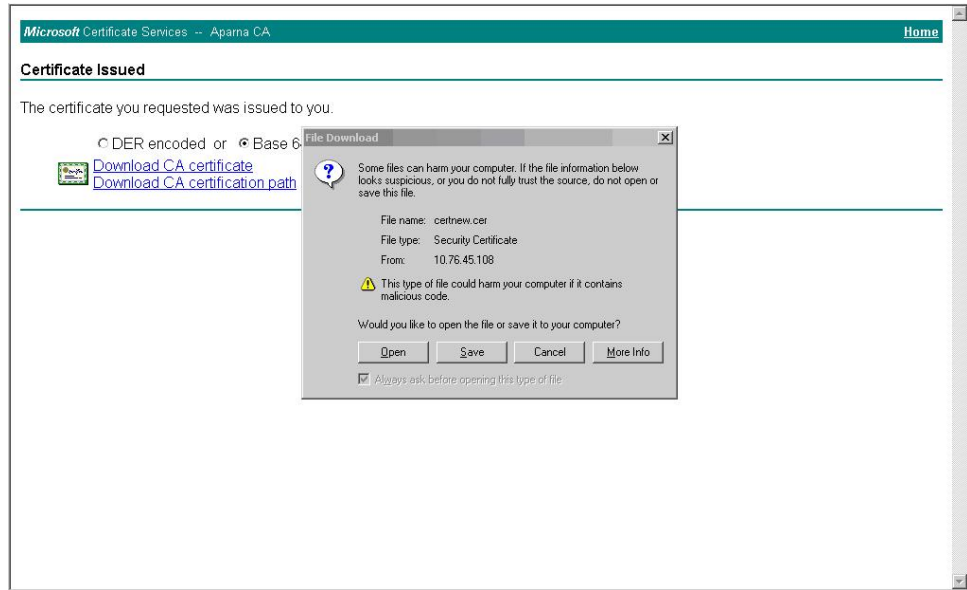 Microsoft Certificate Services -- Aparna CA Home
Certificate Issued
The certificate you requested was issued to you.
DER encoded or Base 6
Download CA certificate
Download CA certification path
File Download
Some files can harm your computer. If the file information below
looks suspicious, or you do not fully trust the source, do not open or
save this file.
File name: certnew.cer
File type: Security Certificate
From: 10.76.45.108
This type of file could harm your computer if it contains
malicious code.
Would you like to open the file or save it to your computer?
Open Save Cancel More Info
Always ask before opening this type of file